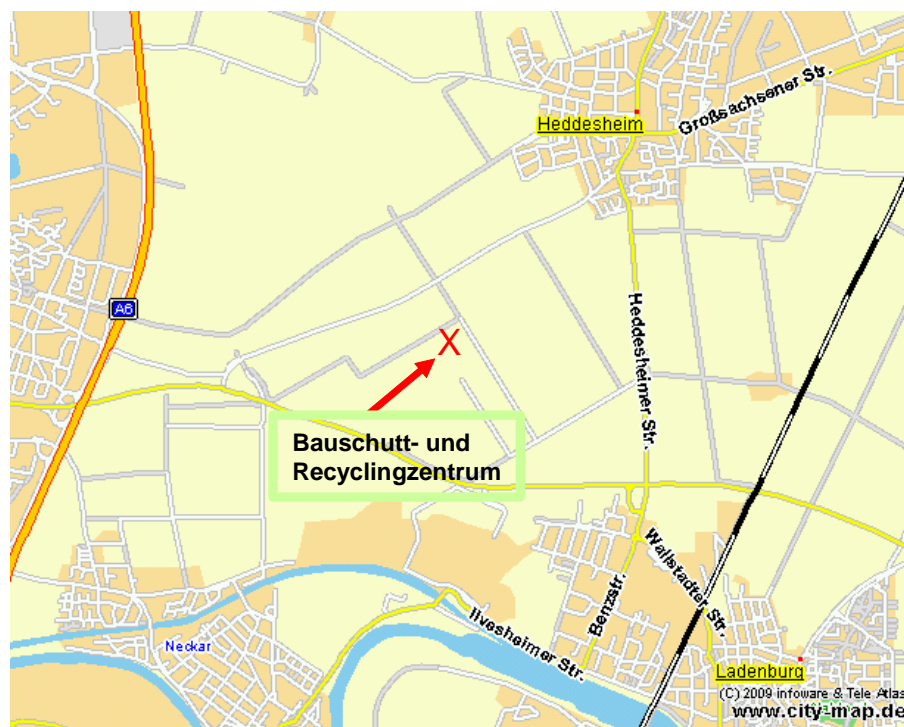 Großsachsener Str.
Heddesheim
A6
Heddesheimer Str.
X
Bauschutt- und
Recyclingzentrum
Wallstadter Str.
Benzstr.
Ilvesheimer Str.
Neckar
Ladenburg
(C) 2009 infoware & Tele Atlas
www.city-map.de